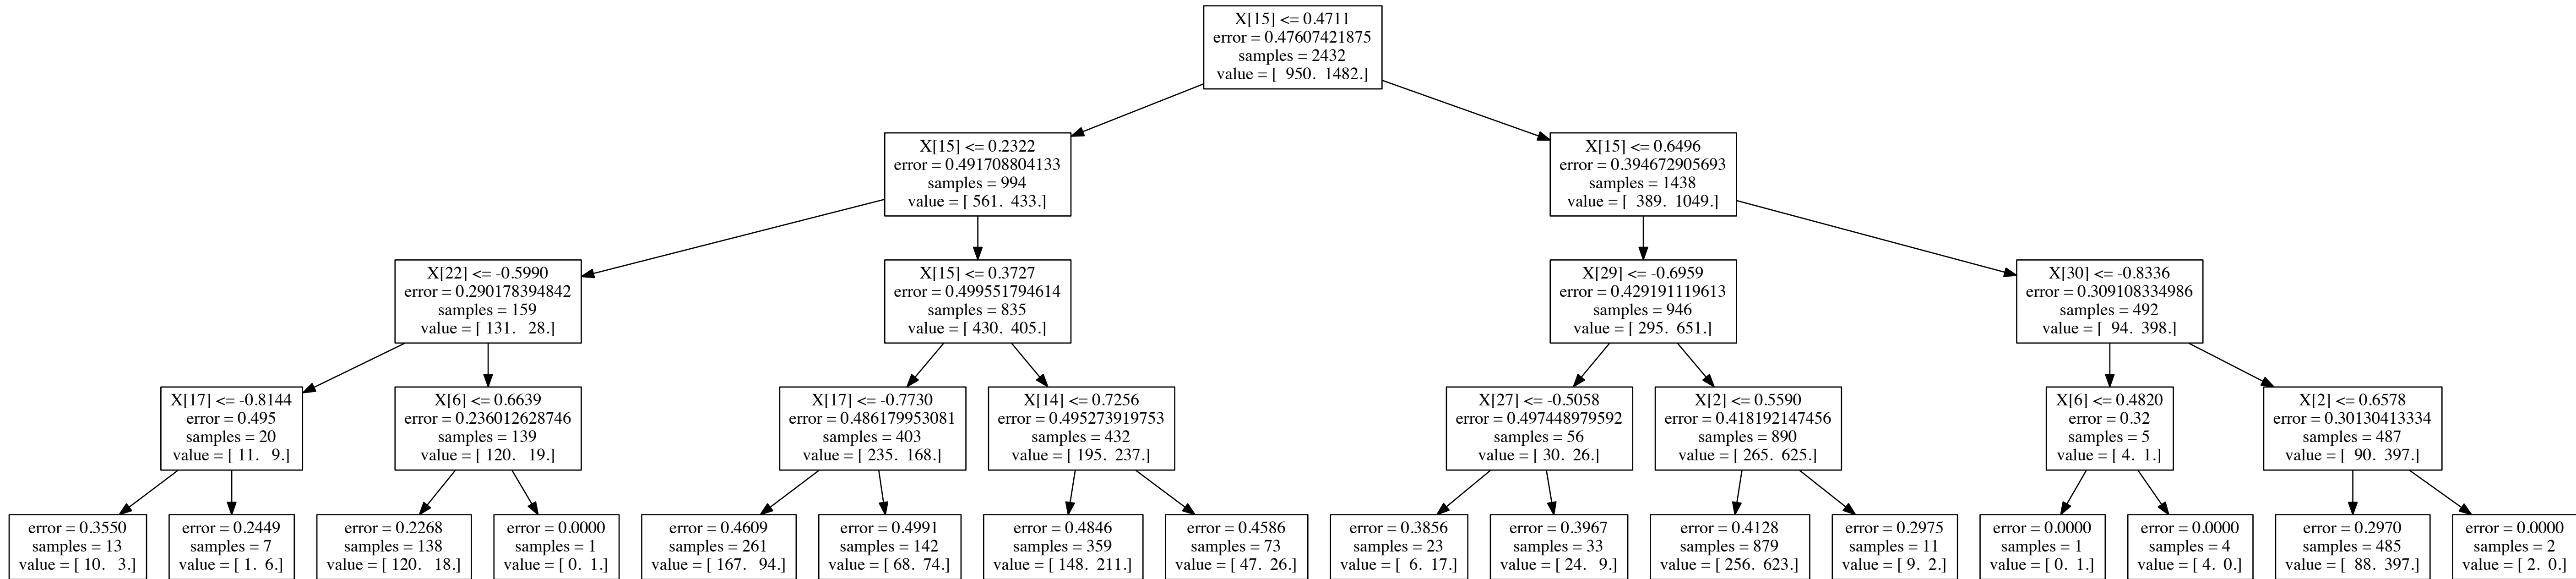 X[15] <= 0.4711
error = 0.47607421875
samples = 2432
value = [  950.  1482.]
X[15] <= 0.2322
error = 0.491708804133
samples = 994
value = [ 561.  433.]
X[15] <= 0.6496
error = 0.394672905693
samples = 1438
value = [  389.  1049.]
X[22] <= -0.5990
error = 0.290178394842
samples = 159
value = [ 131.   28.]
X[15] <= 0.3727
error = 0.499551794614
samples = 835
value = [ 430.  405.]
X[29] <= -0.6959
error = 0.429191119613
samples = 946
value = [ 295.  651.]
X[30] <= -0.8336
error = 0.309108334986
samples = 492
value = [  94.  398.]
X[17] <= -0.8144
error = 0.495
samples = 20
value = [ 11.   9.]
X[6] <= 0.6639
error = 0.236012628746
samples = 139
value = [ 120.   19.]
X[17] <= -0.7730
error = 0.486179953081
samples = 403
value = [ 235.  168.]
X[14] <= 0.7256
error = 0.495273919753
samples = 432
value = [ 195.  237.]
X[27] <= -0.5058
error = 0.497448979592
samples = 56
value = [ 30.  26.]
X[2] <= 0.5590
error = 0.418192147456
samples = 890
value = [ 265.  625.]
X[6] <= 0.4820
error = 0.32
samples = 5
value = [ 4.  1.]
X[2] <= 0.6578
error = 0.30130413334
samples = 487
value = [  90.  397.]
error = 0.3550
samples = 13
value = [ 10.   3.]
error = 0.2449
samples = 7
value = [ 1.  6.]
error = 0.2268
samples = 138
value = [ 120.   18.]
error = 0.0000
samples = 1
value = [ 0.  1.]
error = 0.4609
samples = 261
value = [ 167.  94.]
error = 0.4991
samples = 142
value = [ 68.  74.]
error = 0.4846
samples = 359
value = [ 148.  211.]
error = 0.4586
samples = 73
value = [ 47.  26.]
error = 0.3856
samples = 23
value = [  6.  17.]
error = 0.3967
samples = 33
value = [ 24.   9.]
error = 0.4128
samples = 879
value = [ 256.  623.]
error = 0.2975
samples = 11
value = [ 9.  2.]
error = 0.0000
samples = 1
value = [ 0.  1.]
error = 0.0000
samples = 4
value = [ 4.  0.]
error = 0.2970
samples = 485
value = [  88.  397.]
error = 0.0000
samples = 2
value = [ 2.  0.]